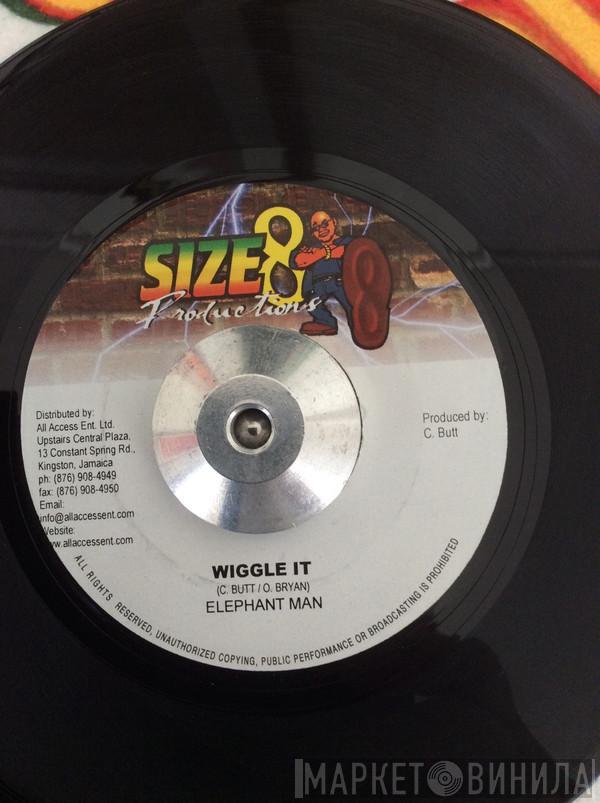 SIZE 8
Productions
8
Distributed by:
All Access Ent. Ltd.
Upstairs Central Plaza,
13 Constant Spring Rd.,
Kingston, Jamaica
ph: (876) 908-4949
fax: (876) 908-4950
Email:
info@allaccessent.com
Website:
www.allaccessent.com
Produced by:
C. Butt
WIGGLE IT
(C. BUTT / O. BRYAN)
ELEPHANT MAN
ALL RIGHTS RESERVED, UNAUTHORIZED COPYING, PUBLIC PERFORMANCE OR BROADCASTING IS PROHIBITED
МАРКЕТ ВИНИЛА